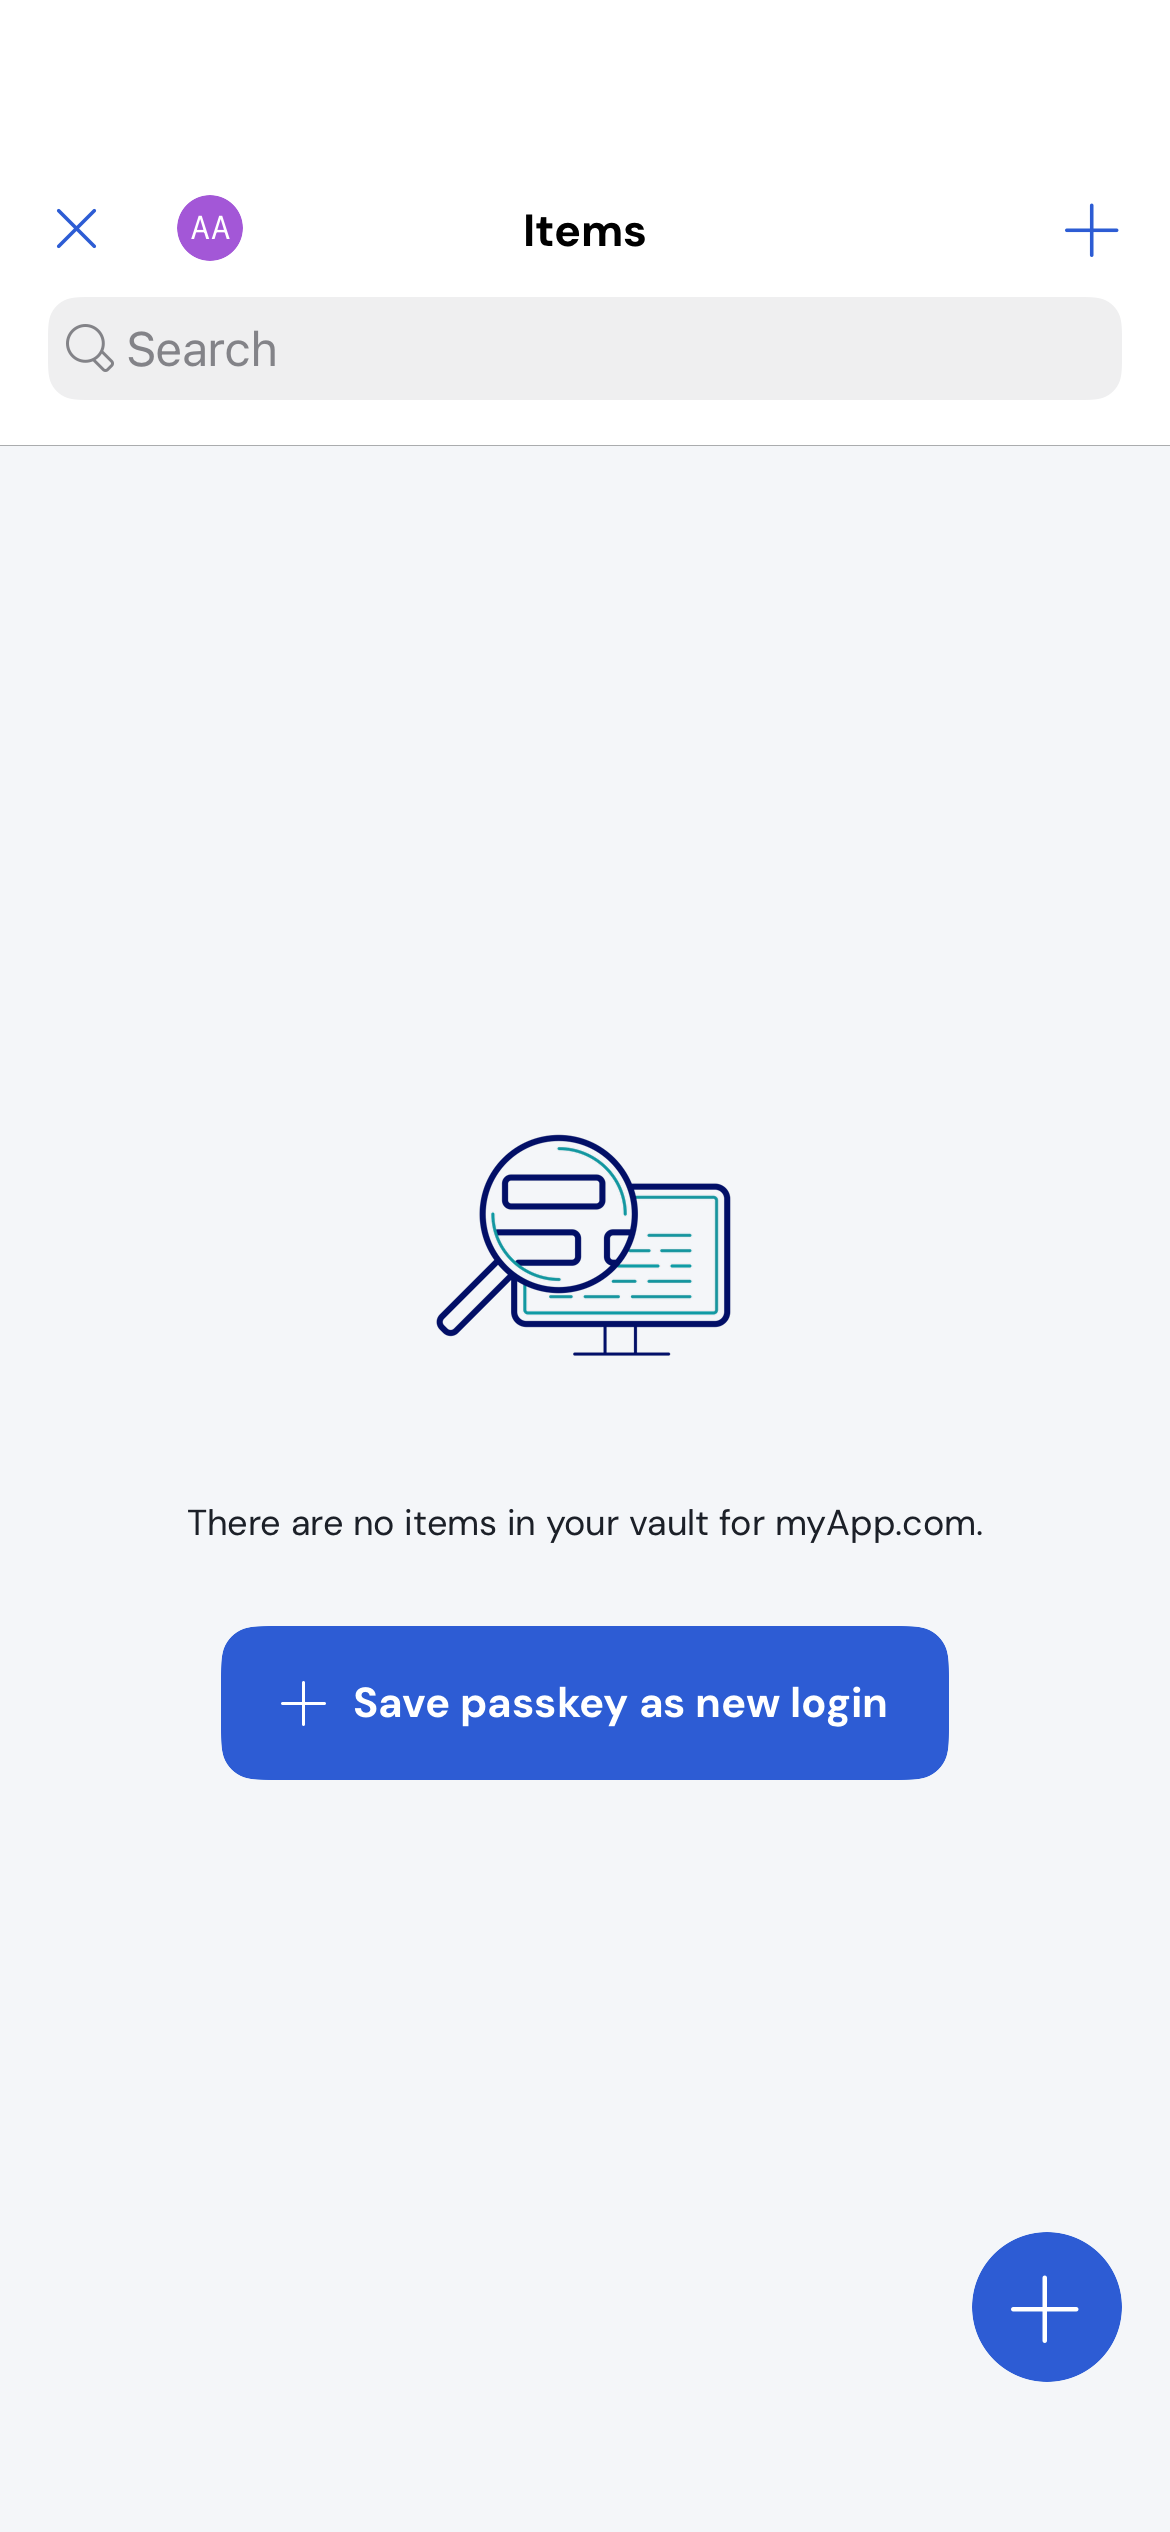 AA
Items
Search
There are no items in your vault for myApp.com.
Save passkey as new login